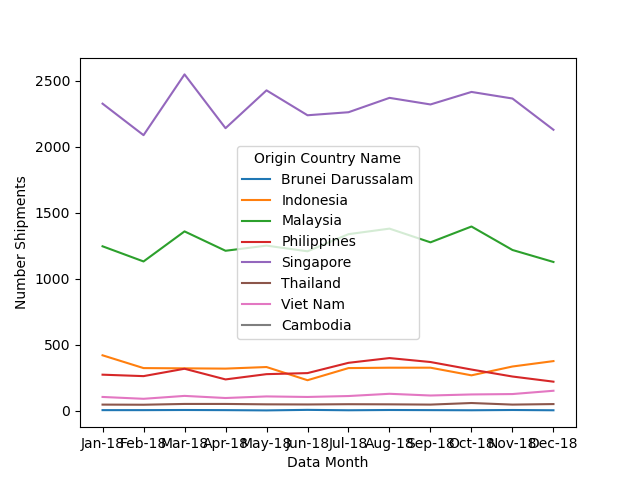 2500
2000
1500
1000
500
0
Number Shipments
Origin Country Name
Brunei Darussalam
Indonesia
Malaysia
Philippines
Singapore
Thailand
Viet Nam
Cambodia
Jan-18 Feb-18 Mar-18 Apr-18 May-18 Jun-18 Jul-18 Aug-18 Sep-18 Oct-18 Nov-18 Dec-18
Data Month